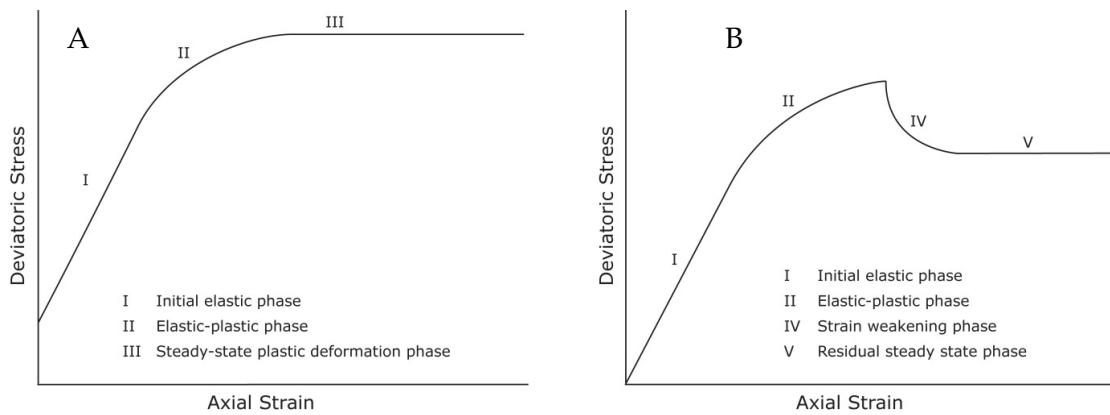 A
III
II
I
Deviatoric Stress
I Initial elastic phase
II Elastic-plastic phase
III Steady-state plastic deformation phase
Axial Strain
B
II
IV
V
I
Deviatoric Stress
I Initial elastic phase
II Elastic-plastic phase
IV Strain weakening phase
V Residual steady state phase
Axial Strain